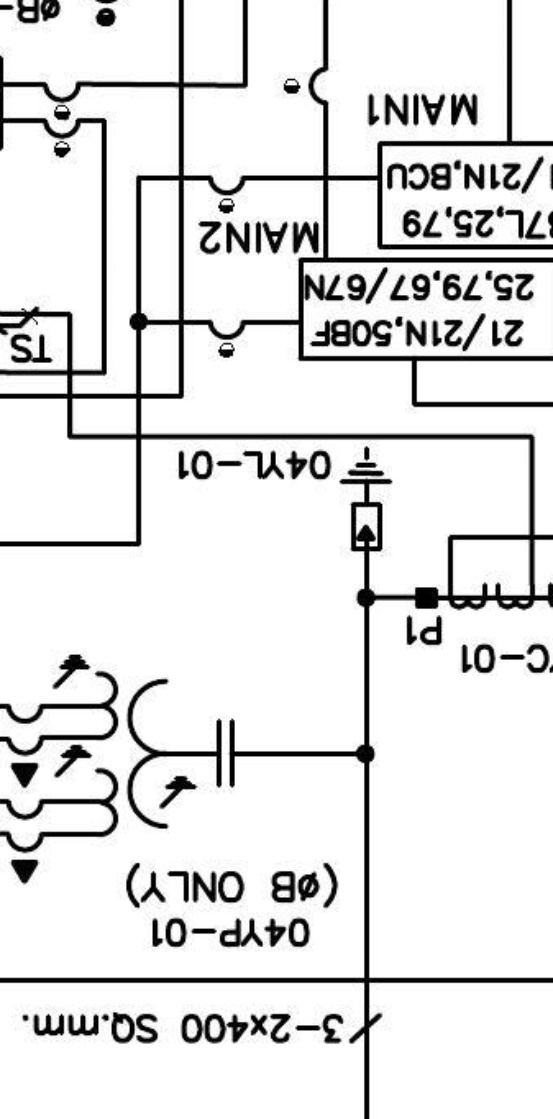 3-2x400 SQ.mm.
04YP-01
(øB ONLY)
C-01
P1
04YL-01
TS
21/21N,50BF
25,79,67/67N
MAIN2
7L,25,79
/21N,BCU
MAIN1
øB-